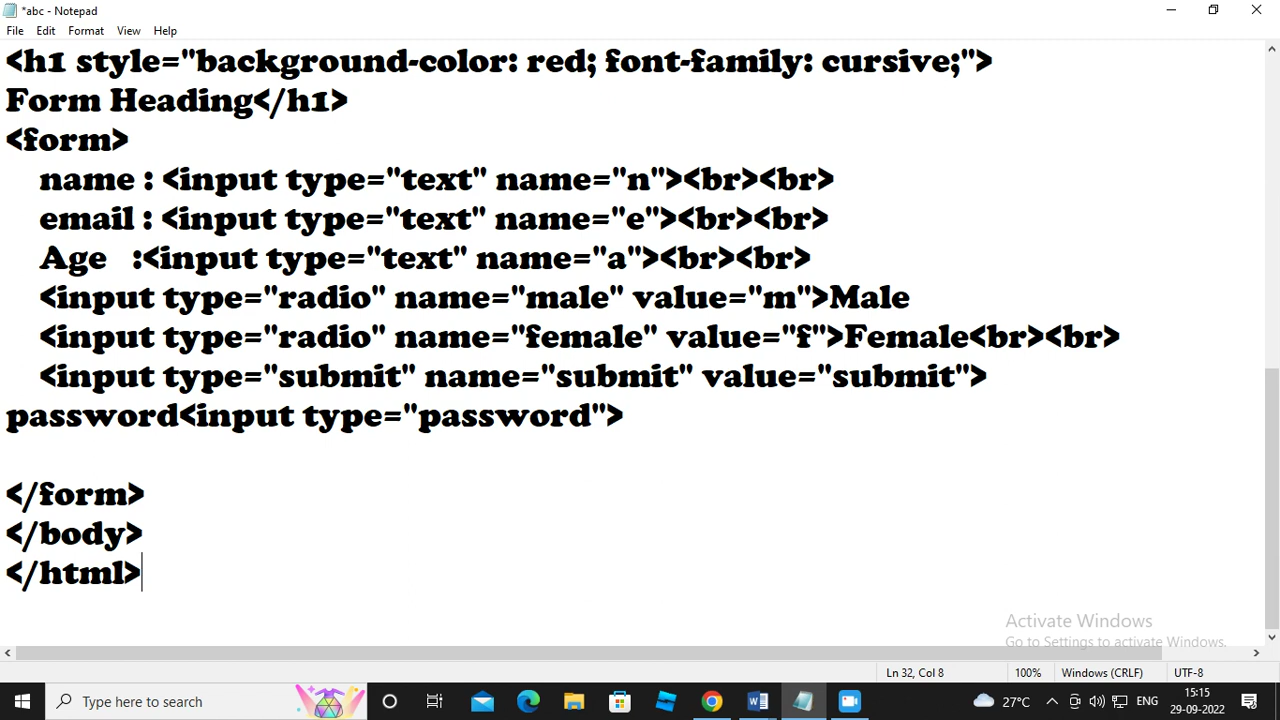 *abc - Notepad
File Edit Format View Help
<h1 style="background-color: red; font-family: cursive;">
Form Heading</h1>
<form>
name : <input type="text" name="n"><br><br>
email : <input type="text" name="e"><br><br>
Age :<input type="text" name="a"><br><br>
<input type="radio" name="male" value="m">Male
<input type="radio" name="female" value="f">Female<br><br>
<input type="submit" name="submit" value="submit">
password<input type="password">
</form>
</body>
</html>
Activate Windows
Go to Settings to activate Windows.
Ln 32, Col 8 100% Windows (CRLF) UTF-8
Type here to search 27°C ENG 15:15
29-09-2022